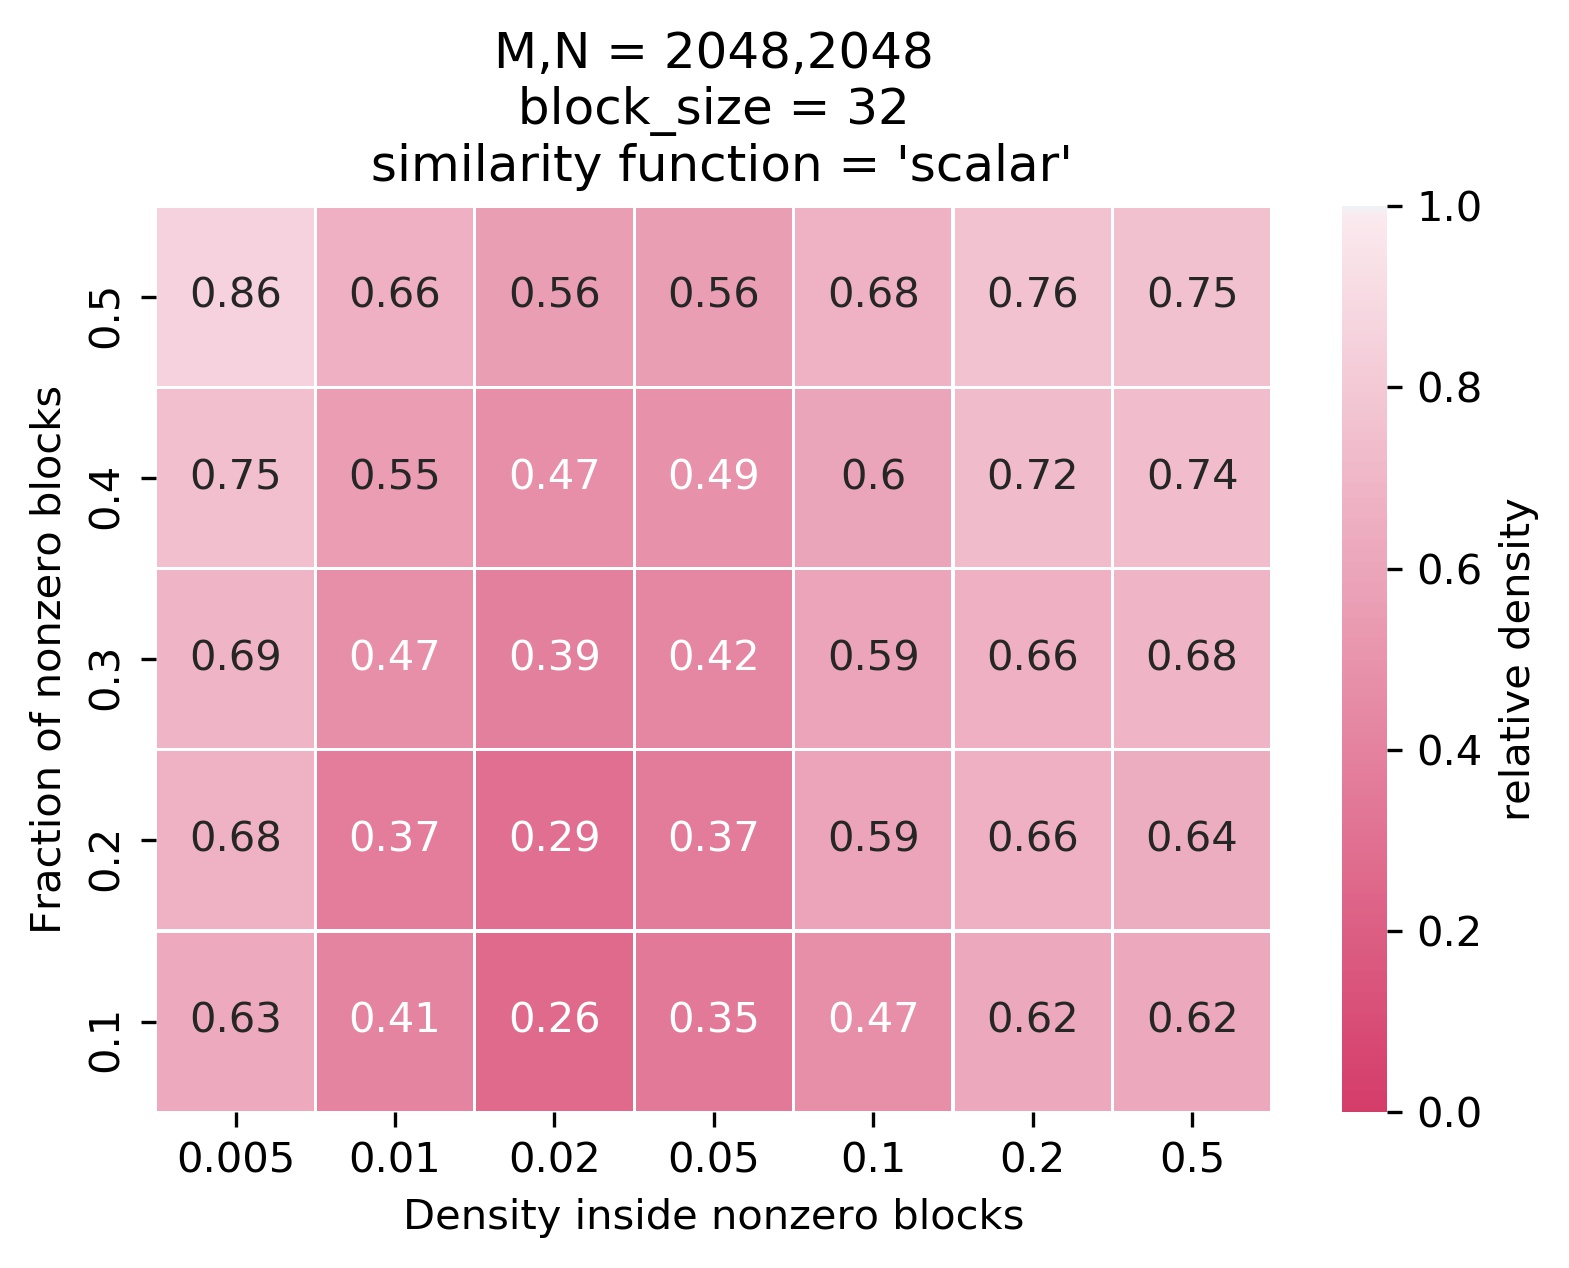 M,N = 2048,2048
block_size = 32
similarity function = 'scalar'
Fraction of nonzero blocks
0.5 0.86 0.66 0.56 0.56 0.68 0.76 0.75
0.4 0.75 0.55 0.47 0.49 0.6 0.72 0.74
0.3 0.69 0.47 0.39 0.42 0.59 0.66 0.68
0.2 0.68 0.37 0.29 0.37 0.59 0.66 0.64
0.1 0.63 0.41 0.26 0.35 0.47 0.62 0.62
0.005 0.01 0.02 0.05 0.1 0.2 0.5
Density inside nonzero blocks
1.0
0.8
0.6
0.4
0.2
0.0
relative density